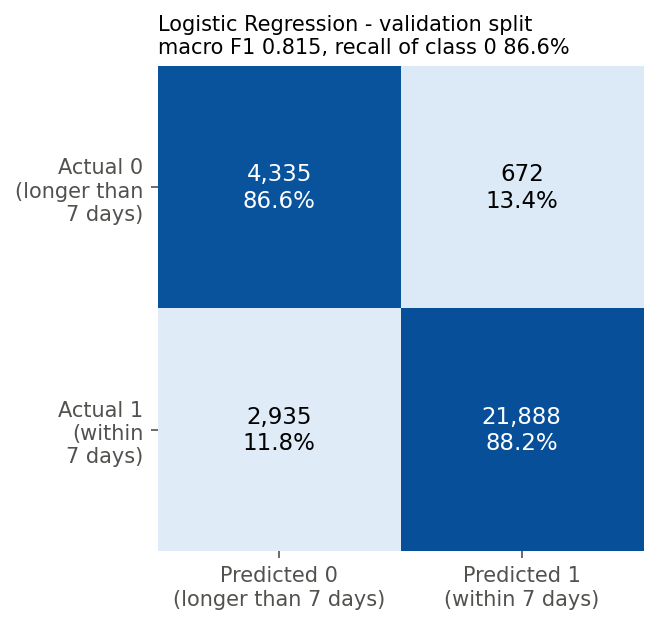 Logistic Regression - validation split
macro F1 0.815, recall of class 0 86.6%
Actual 0
(longer than
7 days)
4,335
86.6%
672
13.4%
Actual 1
(within
7 days)
2,935
11.8%
21,888
88.2%
Predicted 0
(longer than 7 days)
Predicted 1
(within 7 days)